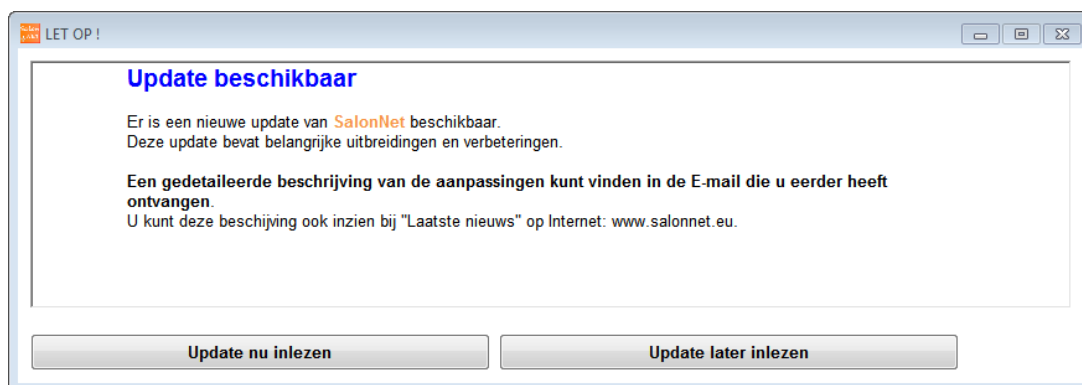 LET OP !
Update beschikbaar
Er is een nieuwe update van SalonNet beschikbaar.
Deze update bevat belangrijke uitbreidingen en verbeteringen.
Een gedetaileerde beschrijving van de aanpassingen kunt vinden in de E-mail die u eerder heeft
ontvangen.
U kunt deze beschijving ook inzien bij "Laatste nieuws" op Internet: www.salonnet.eu.
Update nu inlezen
Update later inlezen